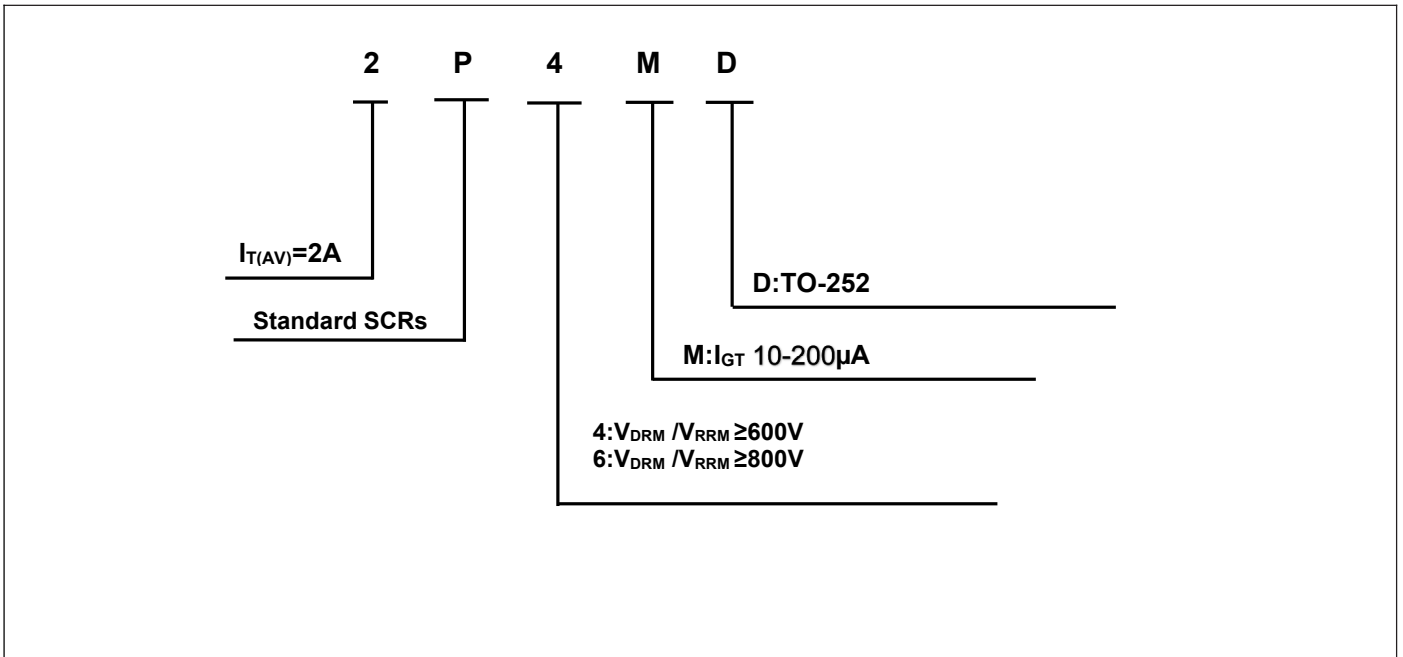 2 P 4 M D
IT(AV)=2A
D:TO-252
Standard SCRs
M:IGT 10-200µA
4:VDRM /VRRM ≥600V
6:VDRM /VRRM ≥800V